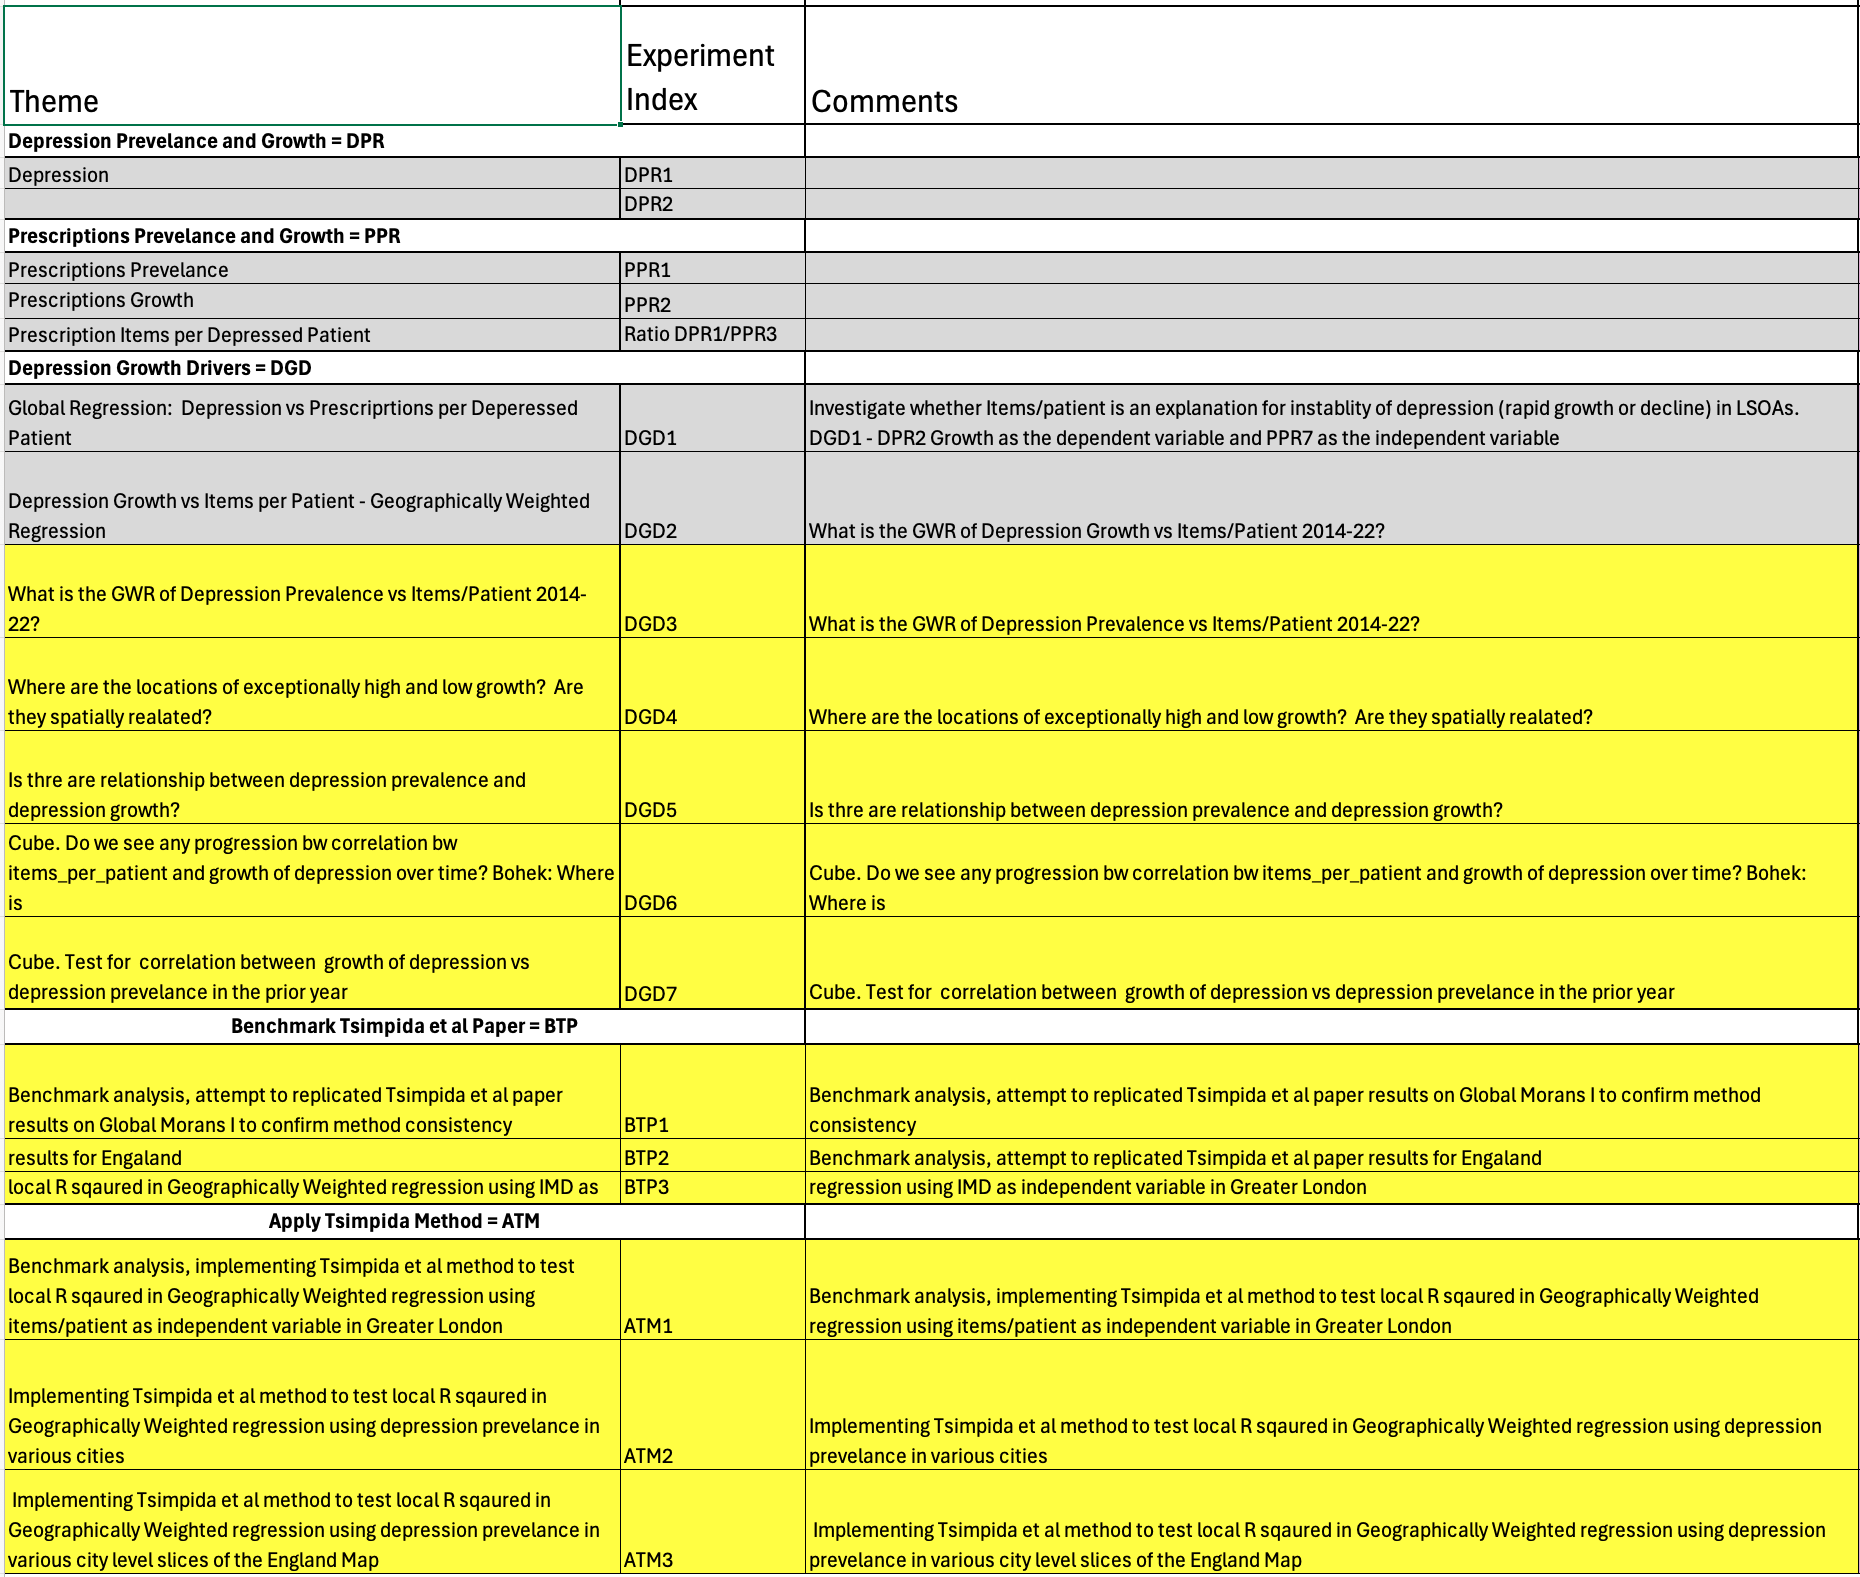 Theme
Experiment
Index
Comments
Depression Prevelance and Growth = DPR
Depression
DPR1
DPR2
Prescriptions Prevelance and Growth = PPR
Prescriptions Prevelance
PPR1
Prescriptions Growth
PPR2
Prescription Items per Depressed Patient
Ratio DPR1/PPR3
Depression Growth Drivers = DGD
Global Regression:  Depression vs Prescriprtions per Deperessed
Patient
DGD1
Investigate whether Items/patient is an explanation for instablity of depression (rapid growth or decline) in LSOAs.
DGD1 - DPR2 Growth as the dependent variable and PPR7 as the independent variable
Depression Growth vs Items per Patient - Geographically Weighted
Regression
DGD2
What is the GWR of Depression Growth vs Items/Patient 2014-22?
What is the GWR of Depression Prevalence vs Items/Patient 2014-
22?
DGD3
What is the GWR of Depression Prevalence vs Items/Patient 2014-22?
Where are the locations of exceptionally high and low growth?  Are
they spatially realated?
DGD4
Where are the locations of exceptionally high and low growth?  Are they spatially realated?
Is thre are relationship between depression prevalence and
depression growth?
DGD5
Is thre are relationship between depression prevalence and depression growth?
Cube. Do we see any progression bw correlation bw
items_per_patient and growth of depression over time? Bohek: Where
is
DGD6
Cube. Do we see any progression bw correlation bw items_per_patient and growth of depression over time? Bohek:
Where is
Cube. Test for  correlation between  growth of depression vs
depression prevelance in the prior year
DGD7
Cube. Test for  correlation between  growth of depression vs depression prevelance in the prior year
Benchmark Tsimpida et al Paper = BTP
Benchmark analysis, attempt to replicated Tsimpida et al paper
results on Global Morans I to confirm method consistency
BTP1
Benchmark analysis, attempt to replicated Tsimpida et al paper results on Global Morans I to confirm method
consistency
results for Engaland
BTP2
Benchmark analysis, attempt to replicated Tsimpida et al paper results for Engaland
local R sqaured in Geographically Weighted regression using IMD as
BTP3
regression using IMD as independent variable in Greater London
Apply Tsimpida Method = ATM
Benchmark analysis, implementing Tsimpida et al method to test
local R sqaured in Geographically Weighted regression using
items/patient as independent variable in Greater London
ATM1
Benchmark analysis, implementing Tsimpida et al method to test local R sqaured in Geographically Weighted
regression using items/patient as independent variable in Greater London
Implementing Tsimpida et al method to test local R sqaured in
Geographically Weighted regression using depression prevelance in
various cities
ATM2
Implementing Tsimpida et al method to test local R sqaured in Geographically Weighted regression using depression
prevelance in various cities
Implementing Tsimpida et al method to test local R sqaured in
Geographically Weighted regression using depression prevelance in
various city level slices of the England Map
ATM3
Implementing Tsimpida et al method to test local R sqaured in Geographically Weighted regression using depression
prevelance in various city level slices of the England Map